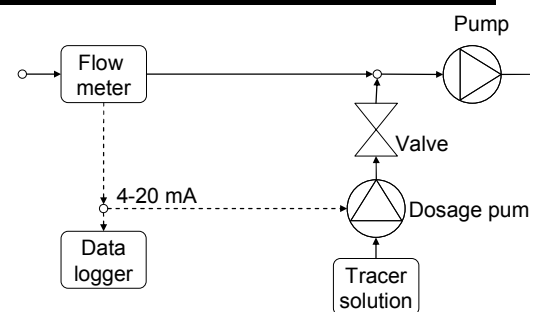 Pump
Flow
meter
Valve
4-20 mA
Dosage pum
Data
logger
Tracer
solution